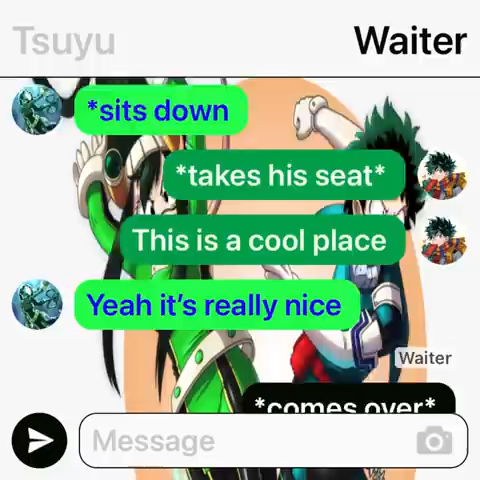 Tsuyu
Waiter
*sits down
*takes his seat*
This is a cool place
Yeah it's really nice
Waiter
*comes over*
Message